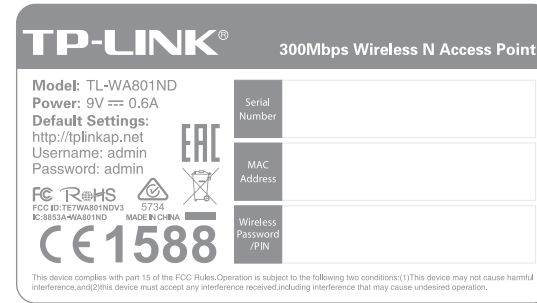 TP-LINK®
300Mbps Wireless N Access Point
Model: TL-WA801ND
Power: 9V ⎓ 0.6A
Default Settings:
http://tplinkap.net
Username: admin
Password: admin
Serial
Number
MAC
Address
Wireless
Password
/PIN
EAC
FC RoHS
5734
FCC ID:TE7WA801NDV3
IC:8853A-WA801ND MADE IN CHINA
CE1588
This device complies with part 15 of the FCC Rules.Operation is subject to the following two conditions:(1)This device may not cause harmful
interference,and(2)this device must accept any interference received,including interference that may cause undesired operation.